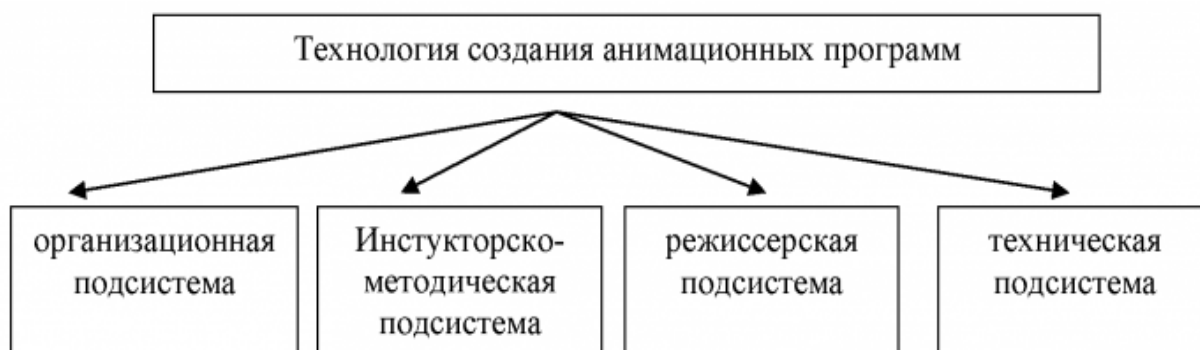 Технология создания анимационных программ
организационная
подсистема
Инстукторско-
методическая
подсистема
режиссерская
подсистема
техническая
подсистема